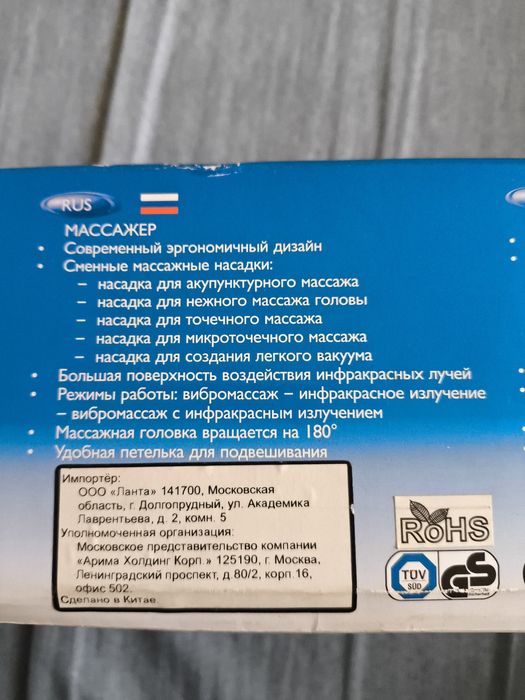 RUS
МАССАЖЕР
• Современный эргономичный дизайн
• Сменные массажные насадки:
– насадка для акупунктурного массажа
– насадка для нежного массажа головы
– насадка для точечного массажа
– насадка для микроточечного массажа
– насадка для создания легкого вакуума
• Большая поверхность воздействия инфракрасных лучей
• Режимы работы: вибромассаж – инфракрасное излучение
– вибромассаж с инфракрасным излучением
• Массажная головка вращается на 180°
• Удобная петелька для подвешивания
Импортёр:
ООО «Ланта» 141700, Московская
область, г. Долгопрудный, ул. Академика
Лаврентьева, д. 2, комн. 5
Уполномоченная организация:
Московское представительство компании
«Арима Холдинг Корп.» 125190, г. Москва,
Ленинградский проспект, д.80/2, корп.16,
офис 502.
Сделано в Китае.
RoHS
TÜV
SÜD
GS